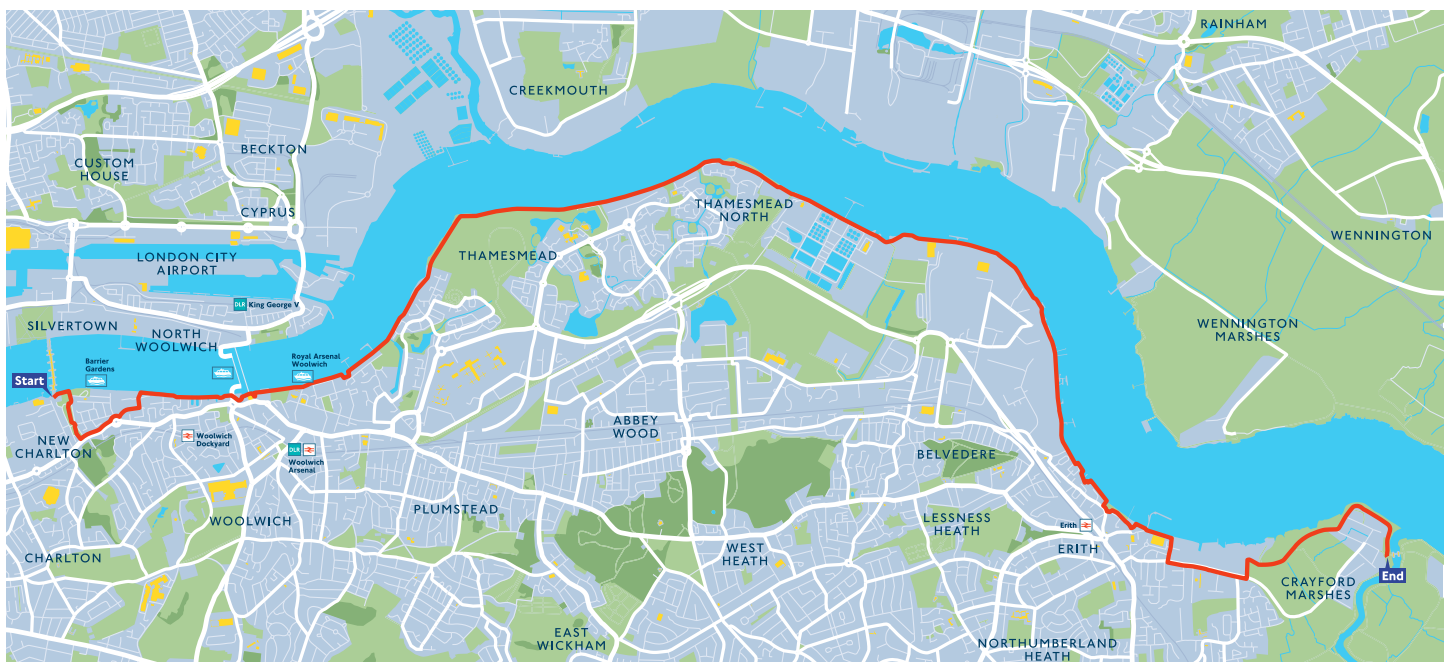 RAINHAM
CREEKMOUTH
BECKTON
CUSTOM
HOUSE
CYPRUS
THAMESMEAD
NORTH
WENNINGTON
LONDON CITY
AIRPORT
THAMESMEAD
DLR King George V
SILVERTOWN
NORTH
WOOLWICH
WENNINGTON
MARSHES
Barrier
Gardens
Royal Arsenal
Woolwich
Start
ABBEY
WOOD
NEW
CHARLTON
Woolwich
Dockyard
DLR
Woolwich
Arsenal
BELVEDERE
PLUMSTEAD
WOOLWICH
LESSNESS
HEATH
Erith
WEST
HEATH
ERITH
CHARLTON
CRAYFORD
MARSHES
End
EAST
WICKHAM
NORTHUMBERLAND
HEATH